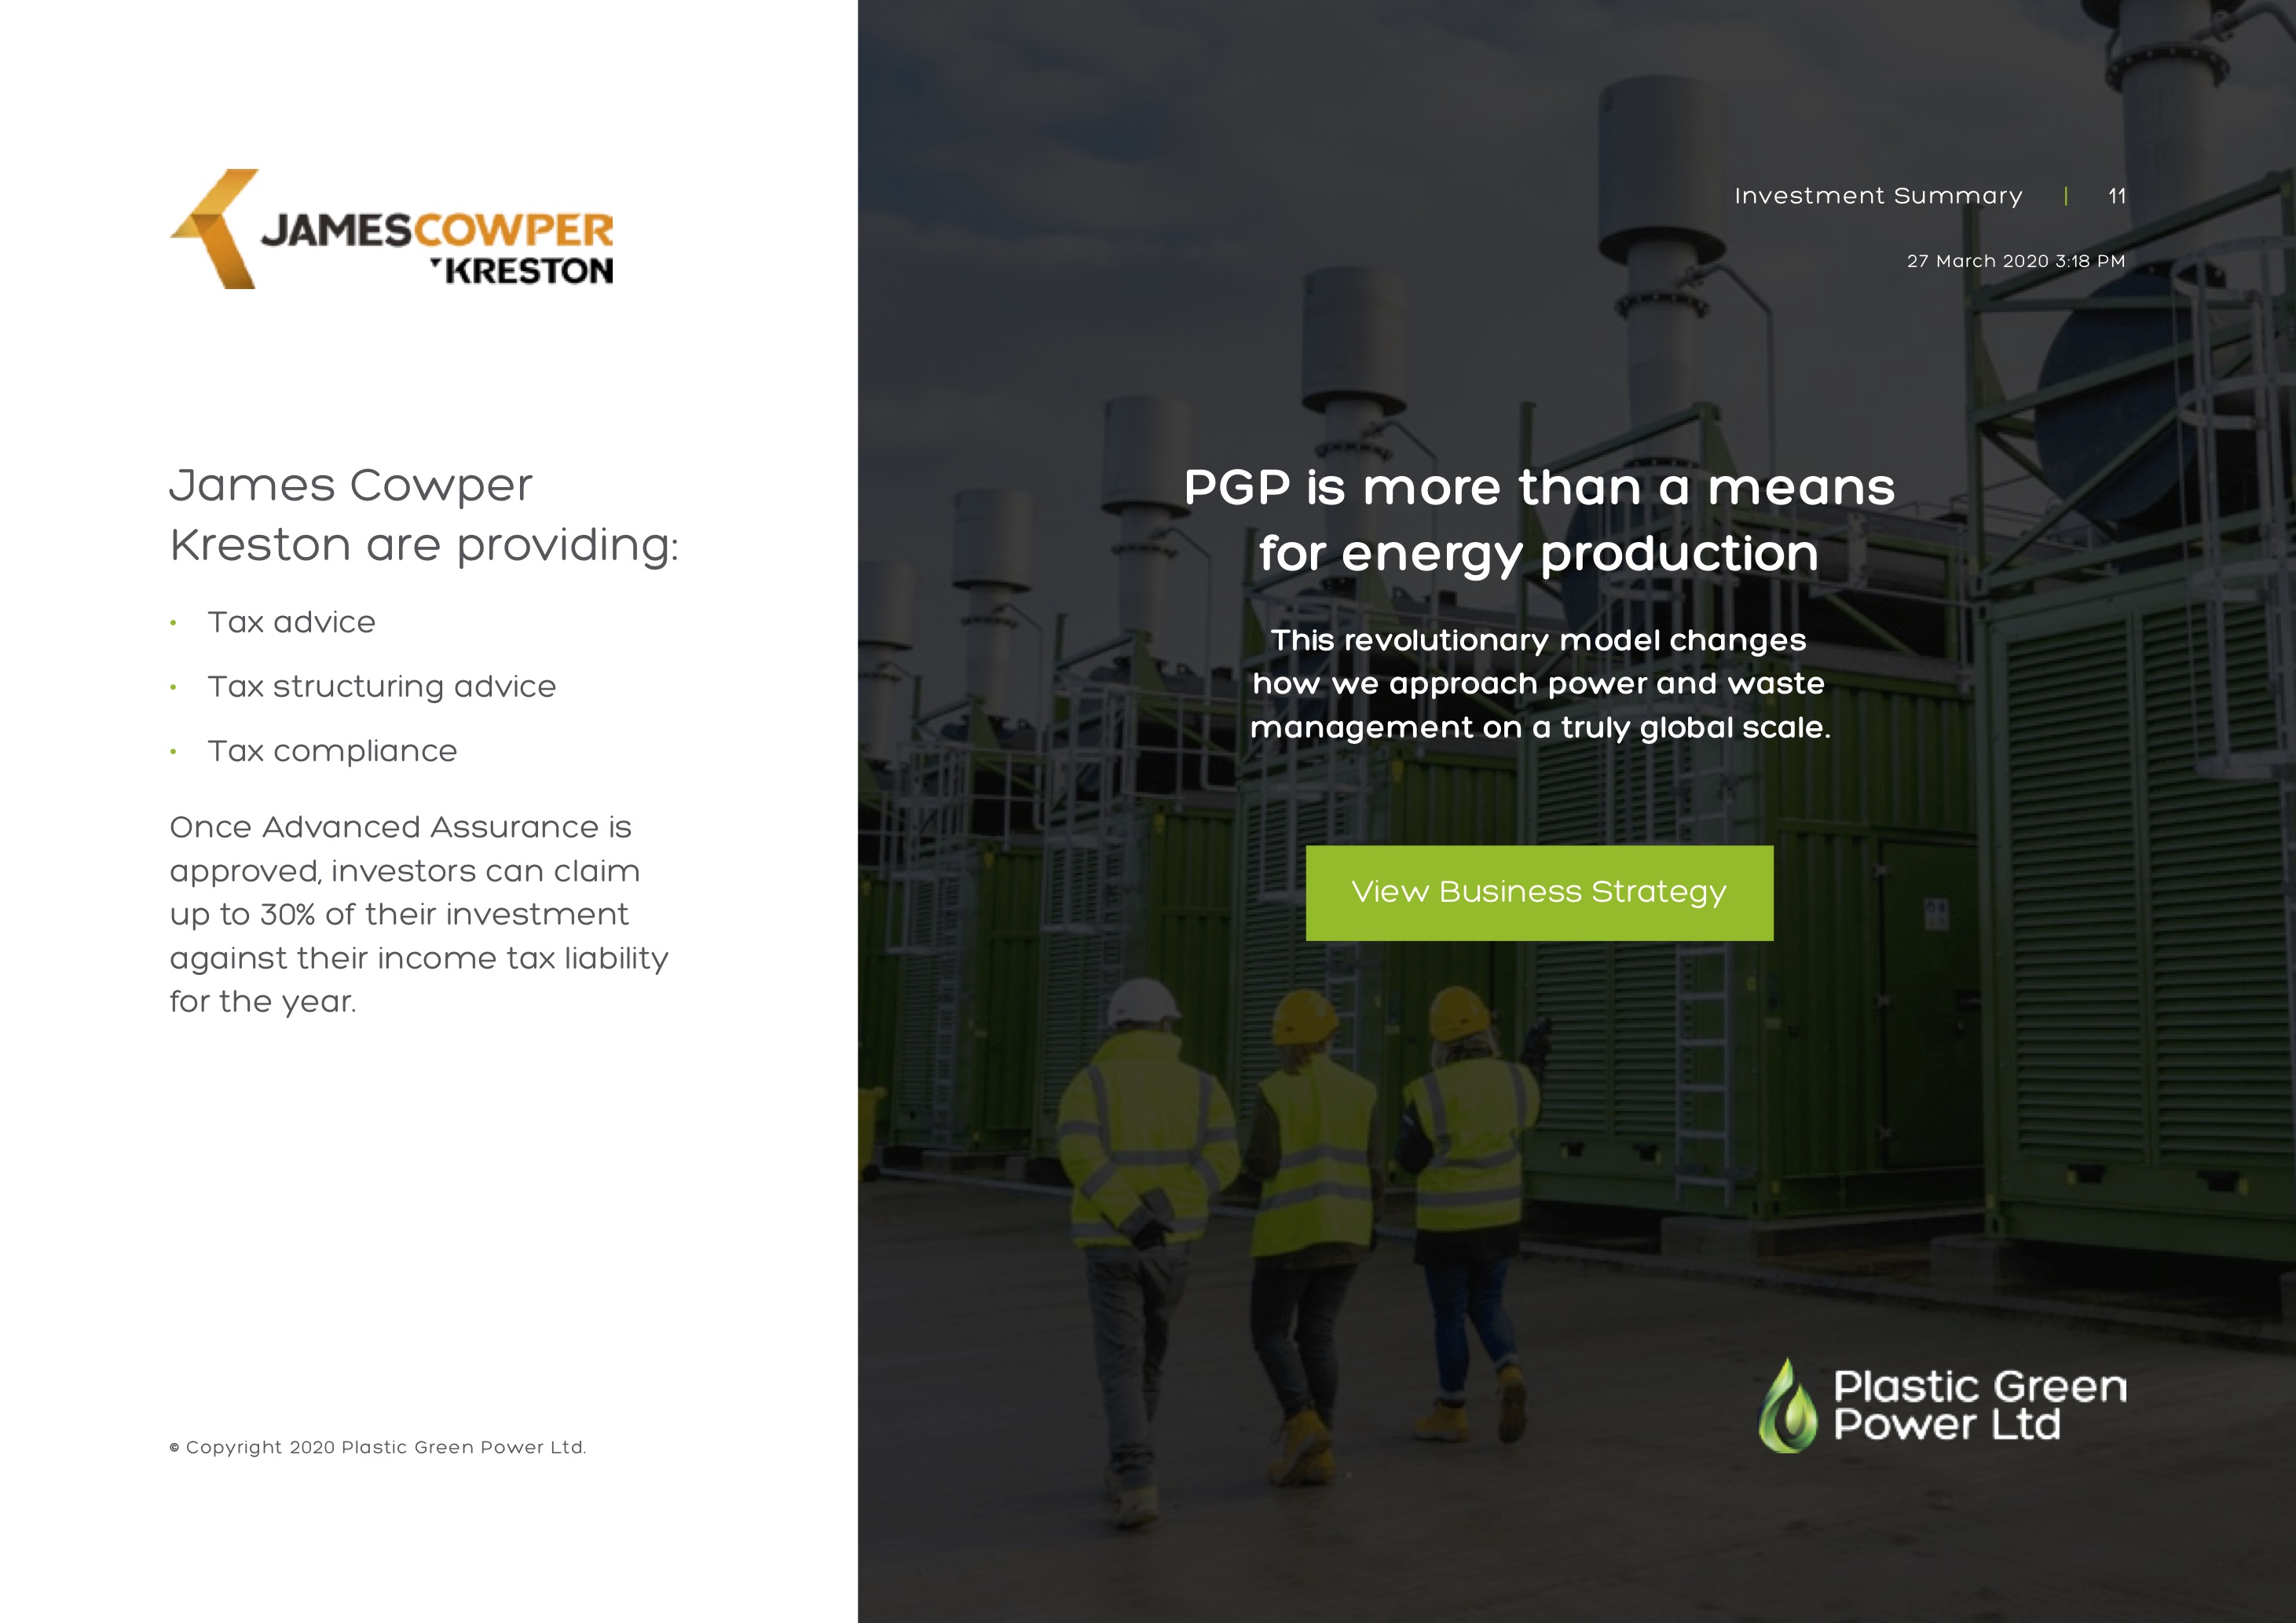 JAMESCOWPER
KRESTON
James Cowper
Kreston are providing:
• Tax advice
• Tax structuring advice
• Tax compliance
Once Advanced Assurance is
approved, investors can claim
up to 30% of their investment
against their income tax liability
for the year.
© Copyright 2020 Plastic Green Power Ltd.
Investment Summary | 11
27 March 2020 3:18 PM
PGP is more than a means
for energy production
This revolutionary model changes
how we approach power and waste
management on a truly global scale.
View Business Strategy
Plastic Green
Power Ltd